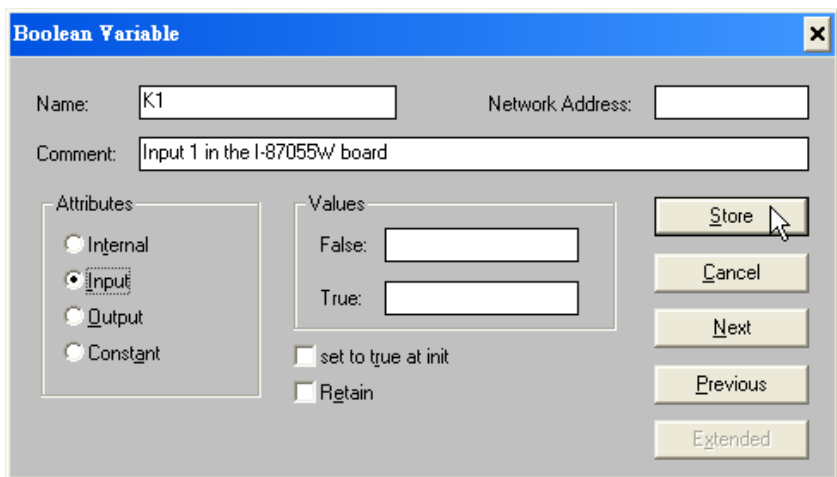 Boolean Variable
Name: K1 Network Address:
Comment: Input 1 in the I-87055W board
Attributes Values
Internal False: Store
Input Cancel
Output True: Next
Constant set to true at init
Retain Previous
Extended